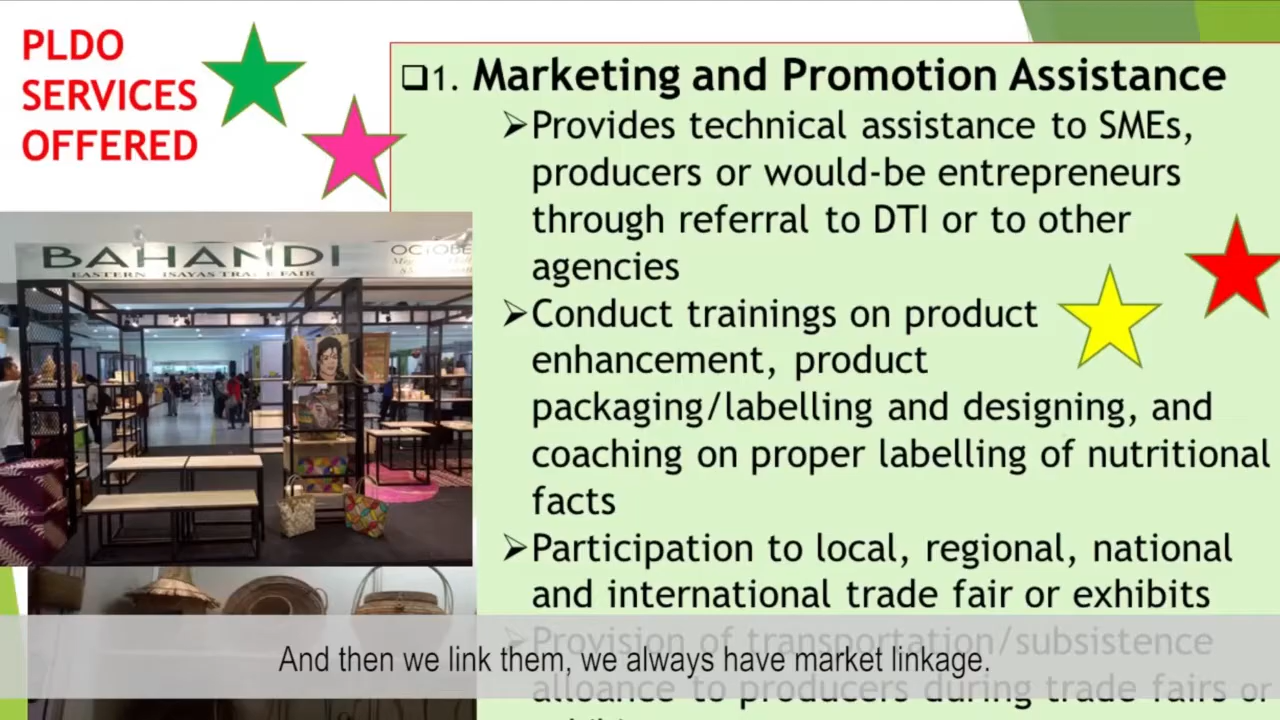 PLDO
SERVICES
OFFERED
❑1. Marketing and Promotion Assistance
➢Provides technical assistance to SMEs,
producers or would-be entrepreneurs
through referral to DTI or to other
agencies
➢Conduct trainings on product
enhancement, product
packaging/labelling and designing, and
coaching on proper labelling of nutritional
facts
➢Participation to local, regional, national
and international trade fair or exhibits
➢Provision of transportation/subsistence
alloance to producers during trade fairs or
BAHANDI
EASTERN ISAYAS TRA E FAIR
OCTOBE
And then we link them, we always have market linkage.